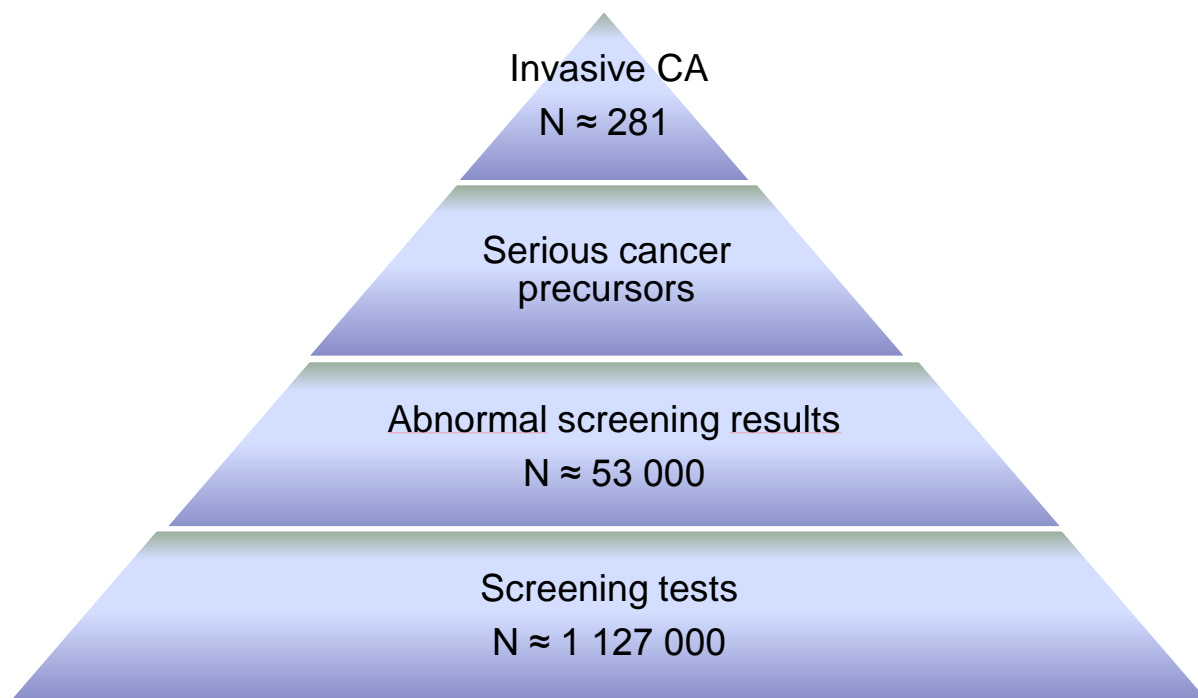 Invasive CA
N ≈ 281
Serious cancer
precursors
Abnormal screening results
N ≈ 53 000
Screening tests
N ≈ 1 127 000